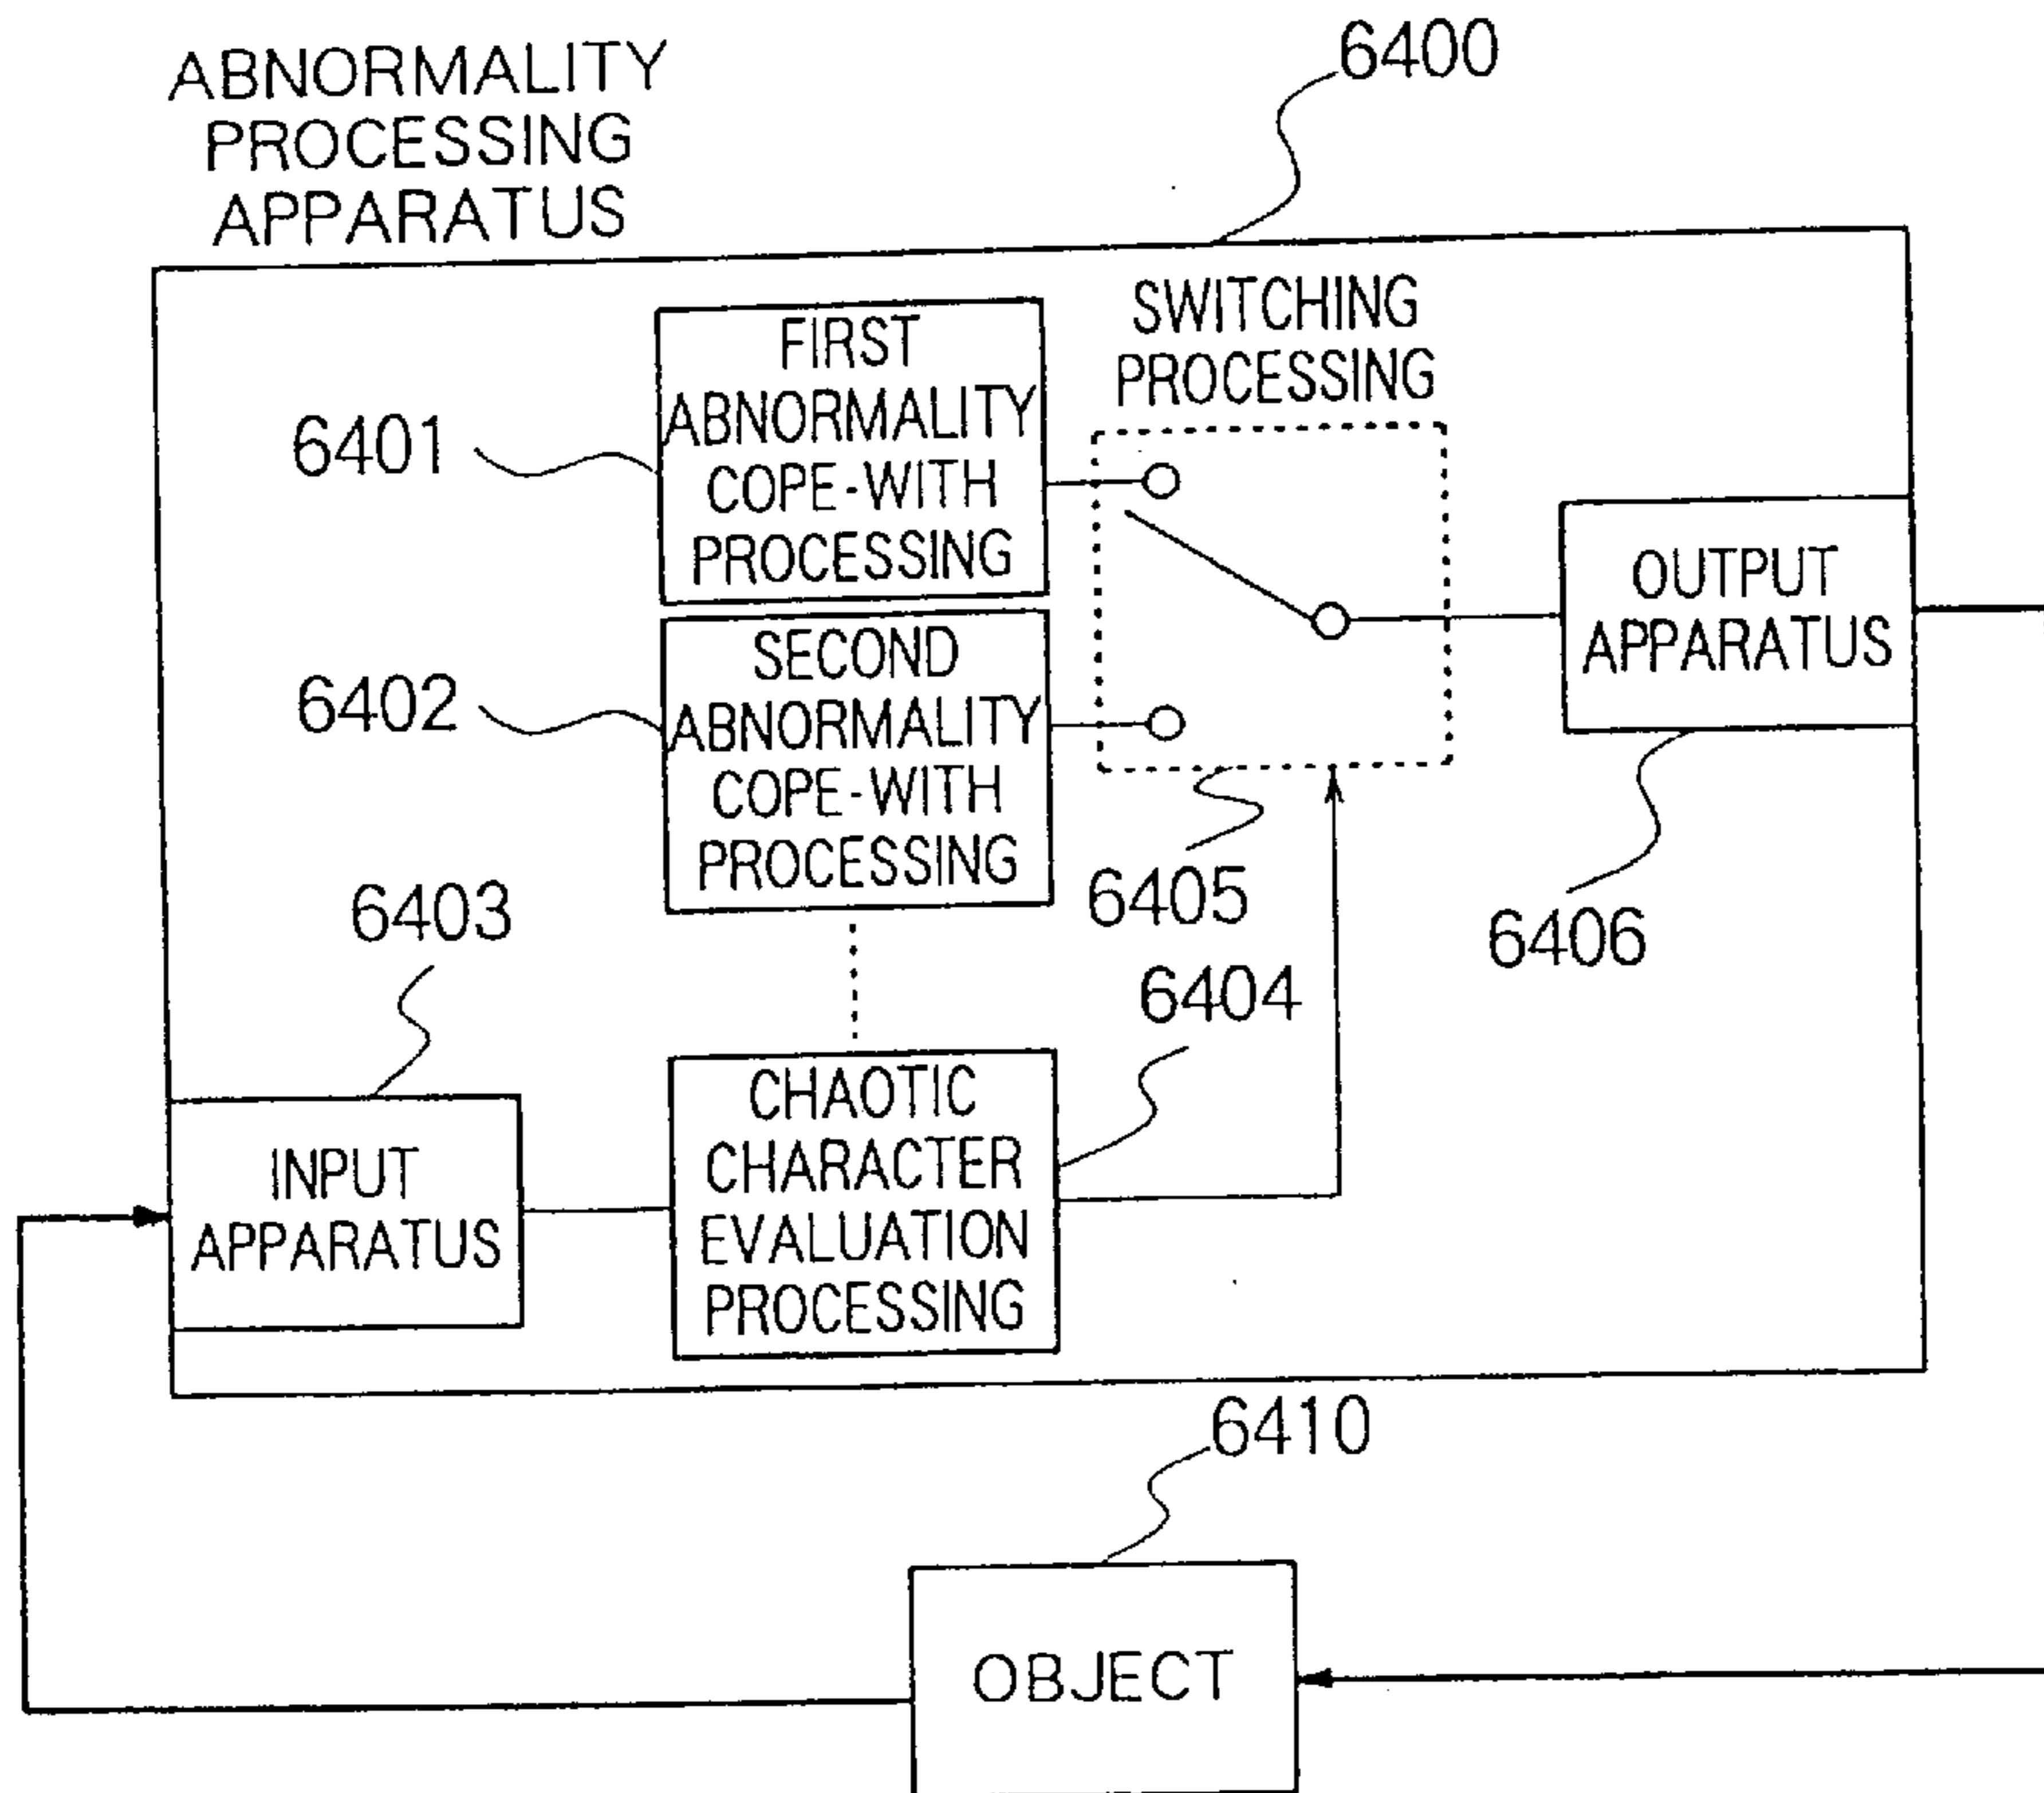 ABNORMALITY
PROCESSING
APPARATUS
6400
SWITCHING
PROCESSING
FIRST
ABNORMALITY
COPE-WITH
PROCESSING
6401
OUTPUT
APPARATUS
SECOND
ABNORMALITY
COPE-WITH
PROCESSING
6402
6405
6406
6403
6404
CHAOTIC
CHARACTER
EVALUATION
PROCESSING
INPUT
APPARATUS
6410
OBJECT